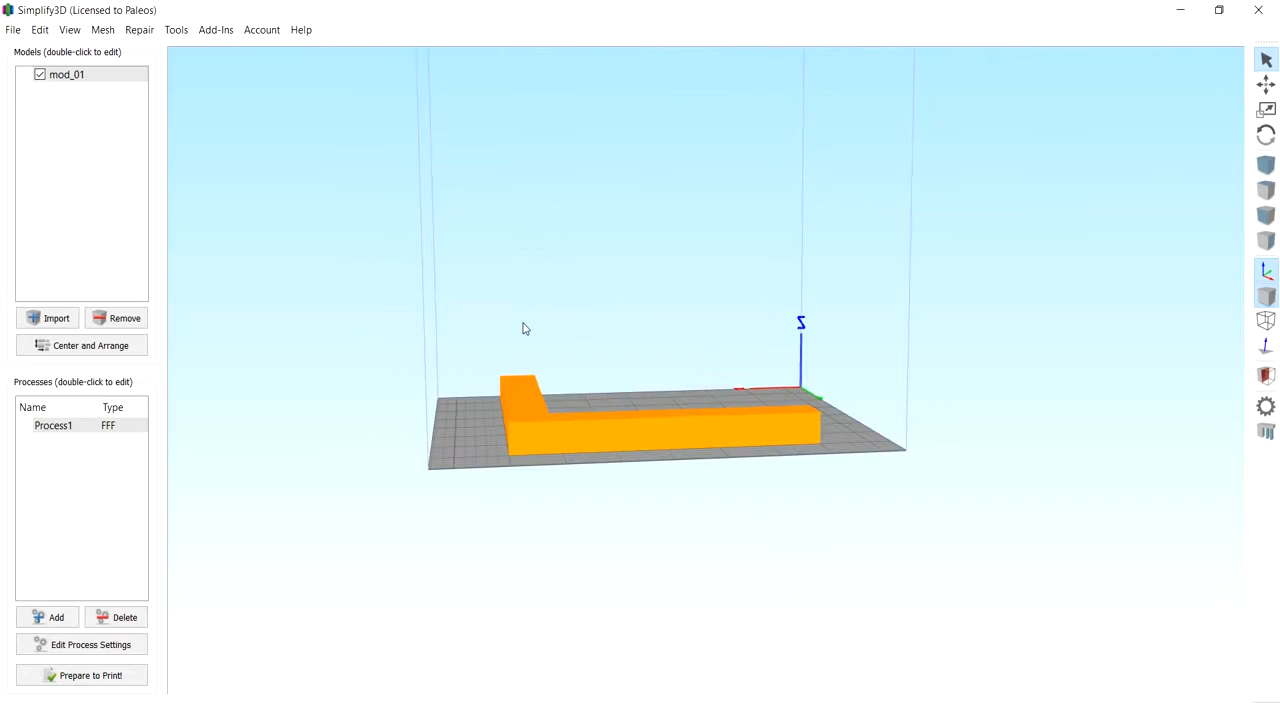 Simplify3D (Licensed to Paleos)
File Edit View Mesh Repair Tools Add-Ins Account Help
Models (double-click to edit)
mod_01
Import Remove
Center and Arrange
Processes (double-click to edit)
Name Type
Process1 FFF
Add Delete
Edit Process Settings
Prepare to Print!
Z